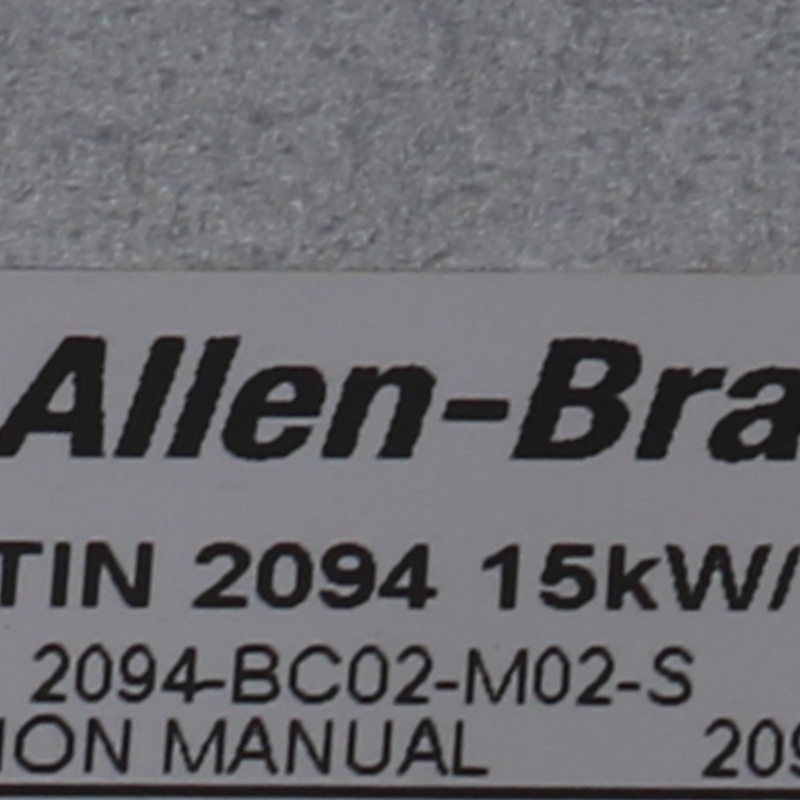 Allen-Bra
TIN 2094 15kW/
2094-BC02-M02-S
ION MANUAL 209